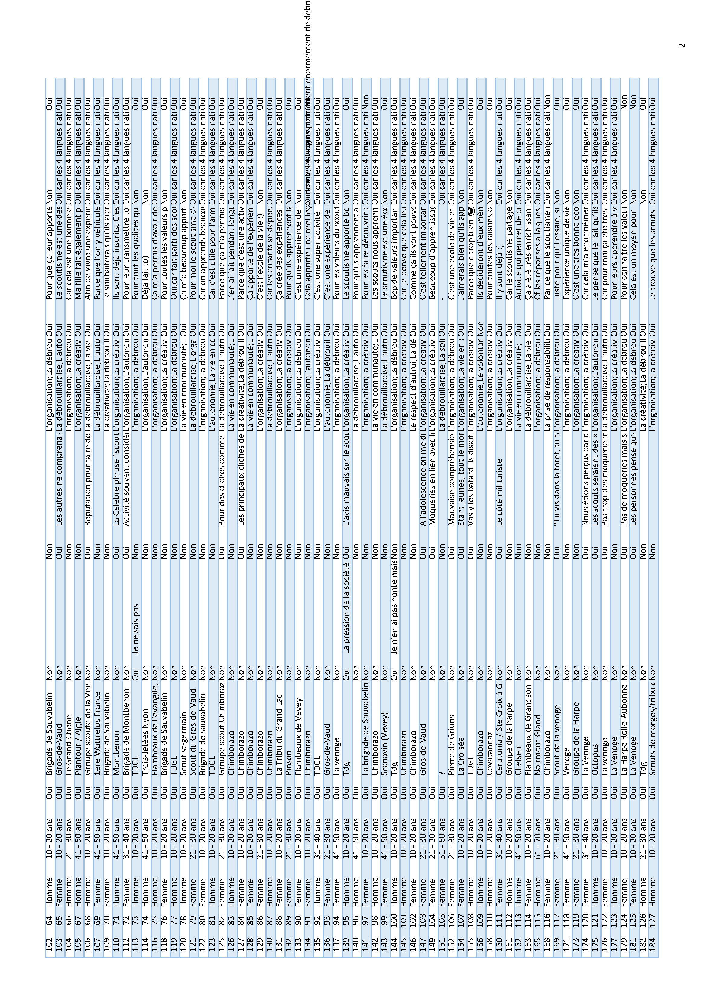 102 64 Homme 10 - 20 ans Oui Brigade de Sauvabelin Non Non L'organisation;La débrou Oui Pour que ça leur apporte Non Oui
103 65 Femme 10 - 20 ans Oui Gros-de-Vaud Non Oui Les autres ne comprenai La débrouillardise;L'auto Oui Le scoutisme est une des Oui car les 4 langues nati Oui
104 66 Homme 21 - 30 ans Oui Le Grand-Chêne Non Non L'organisation;La créativi Oui Car cela est une bonne é Oui car les 4 langues nati Oui
105 67 Homme 41 - 50 ans Oui Plantour / Aigle Non Non L'organisation;La créativi Oui Ma fille fait également p Oui car les 4 langues nati Oui
106 68 Homme 10 - 20 ans Oui Groupe scoute de la Ven Non Oui Réputation pour faire de La débrouillardise;La vie Oui Afin de vivre une expérie Oui car les 4 langues nati Oui
107 69 Femme 41 - 50 ans Oui 1ere Wattrelos France Non Non La débrouillardise;L'auto Oui Parce que l'on y véhicule Oui car les 4 langues nati Oui
109 70 Femme 10 - 20 ans Oui Brigade de Sauvabelin Non Non La créativité;La débrouill Oui Je souhaiterais qu'ils aier Oui car les 4 langues nati Oui
110 71 Homme 41 - 50 ans Oui Montbenon Non Oui La Celebre phrase "scout L'organisation;La créativi Oui Ils sont déjà inscrits. C'es Oui car les 4 langues nati Oui
112 72 Femme 31 - 40 ans Oui Brigade de Montbenon Non Oui Activité souvent considé L'organisation;L'autonon Oui Pour leur transmettre to Oui car les 4 langues nati Oui
113 73 Homme 10 - 20 ans Oui TDGL Oui Je ne sais pas Non L'organisation;La débrou Oui Pour tout les qualités qu Non Oui
114 74 Homme 41 - 50 ans Oui Trois-Jetées Nyon Non Non L'organisation;L'autonon Oui Déjà fait ;o) Non Oui
116 75 Homme 10 - 20 ans Oui Flambeaux de l'évangile, Non Non L'organisation;La débrou Oui Ça m'a permis d'avoir de Oui car les 4 langues nati Oui
118 76 Femme 10 - 20 ans Oui Brigade de Sauvabelin Non Non L'organisation;La créativi Oui Pour toutes les valeurs p Non Oui
119 77 Homme 10 - 20 ans Oui TDGL Non Non L'organisation;La débrou Oui Oui,car fait parti des scou Oui car les 4 langues nati Oui
120 78 Homme 10 - 20 ans Oui Scout st-germain Non Non La vie en communauté;L Oui Ça m'a beaucoup apport Non Oui
121 79 Femme 21 - 30 ans Oui Scout du Gros-de-Vaud Non Non La débrouillardise;L'orga Oui Pour moi le scoutisme c' Oui car les 4 langues nati Oui
122 80 Femme 10 - 20 ans Oui Brigade de sauvabelin Non Non L'organisation;La débrou Oui Car on apprends beaucou Oui car les 4 langues nati Oui
123 81 Homme 10 - 20 ans Oui TDGL Non Non L'autonomie;La vie en co Oui Car c'est utile pour l'arm Oui car les 4 langues nati Oui
125 82 Femme 21 - 30 ans Oui Groupe scout Chimboraz Non Oui Pour des clichés comme La débrouillardise;L'auto Oui Parce que ça m'a permis Oui car les 4 langues nati Oui
126 83 Homme 10 - 20 ans Oui Chimborazo Non Non La vie en communauté;L Oui J'en ai fait pendant longt Oui car les 4 langues nati Oui
127 84 Femme 10 - 20 ans Oui Chimborazo Non Oui Les principaux clichés de La créativité;La débrouill Oui Parce que c'est une activ Oui car les 4 langues nati Oui
128 85 Femme 10 - 20 ans Oui Chimborazo Non Non La vie en communauté;L Oui Ça apporte de l'expérien Oui car les 4 langues nati Oui
129 86 Femme 21 - 30 ans Oui Chimborazo Non Non L'organisation;La créativi Oui C'est l'école de la vie :) Non Oui
130 87 Homme 10 - 20 ans Oui Chimborazo Non Non La débrouillardise;L'auto Oui Car les enfants se dépen Oui car les 4 langues nati Oui
131 88 Femme 10 - 20 ans Oui La Tribu du Grand Lac Non Non L'organisation;La créativi Oui Ça crée des expériences Oui car les 4 langues nati Oui
132 89 Femme 21 - 30 ans Oui Pinson Non Non L'organisation;La créativi Oui Pour qu'ils apprennent la Non Oui
133 90 Femme 10 - 20 ans Oui Flambeaux de Vevey Non Non L'organisation;La débrou Oui C'est une expérience de Non Oui
134 91 Femme 10 - 20 ans Oui Chimborazo Non Non L'organisation;L'autonon Oui Cela apporte une réel leçon de vie, les scouts permettent énormément de débo
135 92 Homme 31 - 40 ans Oui TDGL Non Non L'organisation;La créativi Oui C'est une super activité Oui car les 4 langues nati Oui
136 93 Femme 21 - 30 ans Oui Gros-de-Vaud Non Non L'autonomie;La débrouill Oui C'est une expérience de Oui car les 4 langues nati Oui
137 94 Femme 41 - 50 ans Oui La venoge Non Non L'organisation;La créativi Oui Pour les valeurs du scout Oui car les 4 langues nati Oui
139 95 Homme 10 - 20 ans Oui Tdgl Oui La pression de la société Oui L'avis mauvais sur le scou L'organisation;La créativi Oui Le scoutisme apporte bc Non Oui
140 96 Homme 41 - 50 ans Oui Non Non La débrouillardise;L'auto Oui Pour qu'ils apprennent à Oui car les 4 langues nati Oui
141 97 Femme 10 - 20 ans Oui La brigade de Sauvabelin Non Non L'organisation;La créativi Oui Pour les faire découvrir c Oui car les 4 langues nati Non
142 98 Homme 10 - 20 ans Oui Chimborazo Non Non La vie en communauté;L Oui Les scouts nous apprenn Oui car les 4 langues nati Oui
143 99 Femme 41 - 50 ans Oui Scanavin (Vevey) Non Non La débrouillardise;L'auto Oui Le scoutisme est une écc Non Oui
144 100 Homme 10 - 20 ans Oui Tdgl Oui Je n'en ai pas honte mais Non L'organisation;La débrou Oui Bcp de valeurs importan Oui car les 4 langues nati Oui
145 101 Homme 10 - 20 ans Oui Chimborazo Non Non L'organisation;La créativi Oui Car je pense que cela leu Oui car les 4 langues nati Oui
146 102 Femme 10 - 20 ans Oui Chimborazo Non Non Le respect d'autrui;La dé Oui Comme ça ils vont pouvc Oui car les 4 langues nati Oui
147 103 Femme 21 - 30 ans Oui Gros-de-Vaud Non Oui A l'adolescence on me di L'organisation;La créativi Oui C'est tellement importar Oui car les 4 langues nati Oui
149 104 Femme 21 - 30 ans Oui Non Oui Moqueries en lien avec l L'organisation;La créativi Oui Beaucoup d'apprentissag Oui car les 4 langues nati Oui
151 105 Femme 51 - 60 ans Oui ? Non Non La débrouillardise;La soli Oui - Oui car les 4 langues nati Oui
152 106 Femme 21 - 30 ans Oui Pierre de Griuns Non Oui Mauvaise compréhensio L'organisation;La débrou Oui C'est une école de vie et Oui car les 4 langues nati Oui
154 107 Femme 10 - 20 ans Oui La Croisée Non Oui Etant jeunes, tout le mor L'organisation;La vie en c Oui J'aimerais bien qu'ils app Non Oui
155 108 Homme 10 - 20 ans Oui TDGL Non Oui Vas y les batard ils disait L'organisation;La créativi Oui Parce que c trop bien Oui car les 4 langues nati Oui
156 109 Homme 10 - 20 ans Oui Chimborazo Non Non L'autonomie;Le volontar Non Ils décideront d'eux mên Non Oui
158 110 Homme 10 - 20 ans Oui Covatannaz Non Non L'organisation;La créativi Oui Pour toutes les raisons c Non Oui
160 111 Femme 31 - 40 ans Oui Ceratonia / Sté Croix à G Non Oui Le côté militariste L'organisation;La créativi Oui Il y sont déjà :) Oui car les 4 langues nati Oui
161 112 Femme 10 - 20 ans Oui Groupe de la harpe Non Non L'organisation;La créativi Oui Car le scoutisme partage Non Oui
162 113 Homme 41 - 50 ans Oui Chelsea Non Non La vie en communauté; Oui Activité qui permet de cr Oui car les 4 langues nati Oui
163 114 Femme 10 - 20 ans Oui Flambeaux de Grandson Non Non La débrouillardise;La vie Oui Ça a été très enrichissant Oui car les 4 langues nati Oui
165 115 Homme 61 - 70 ans Oui Noirmont Gland Non Non L'organisation;La débrou Oui Cf les réponses à la ques Oui car les 4 langues nati Oui
168 116 Femme 10 - 20 ans Oui Chimborazo Non Non La prise de responsabilité Oui Par ce que le scoutisme Oui car les 4 langues nati Non
169 117 Homme 21 - 30 ans Oui Scout de la venoge Non Oui "Tu vis dans la forêt, tu f L'organisation;La créativi Oui Juste pour qu'il essaie, si Non Oui
171 118 Femme 41 - 50 ans Oui Venoge Non Non L'organisation;La débrou Oui Expérience unique de vie Non Oui
173 119 Femme 21 - 30 ans Oui Groupe de la Harpe Non Non L'organisation;La créativi Oui C'est une très bonne éco Non Oui
174 120 Femme 31 - 40 ans Oui La Venoge Non Oui Nous étions perçus par c L'organisation;La créativi Oui Car cela m'a énormémer Oui car les 4 langues nati Oui
175 121 Homme 10 - 20 ans Oui Octopus Non Oui Les scouts seraient des « L'organisation;L'autonon Oui Je pense que le fait qu'il Oui car les 4 langues nati Oui
176 122 Homme 10 - 20 ans Oui La venoge Non Oui Pas trop des moquerie m La débrouillardise;L'auto Oui Car pour moi ça été très Oui car les 4 langues nati Oui
177 123 Homme 10 - 20 ans Oui La Venoge Non Non L'organisation;La créativi Oui Pour leurs apprendre à v Oui car les 4 langues nati Oui
179 124 Femme 10 - 20 ans Oui La Harpe Rolle-Aubonne Non Oui Pas de moqueries mais s L'organisation;La débrou Oui Pour connaître les valeur Non Non
181 125 Femme 10 - 20 ans Oui La Venoge Non Oui Les personnes pense qu' L'organisation;La débrou Oui Cela est un moyen pour Non Non
182 126 Homme 21 - 30 ans Oui Tdgl Non Non La créativité;La débrouill Oui Non Oui
184 127 Homme 10 - 20 ans Oui Scouts de morges/tribu c Non Non L'organisation;La créativi Oui Je trouve que les scouts Oui car les 4 langues nati Oui
2